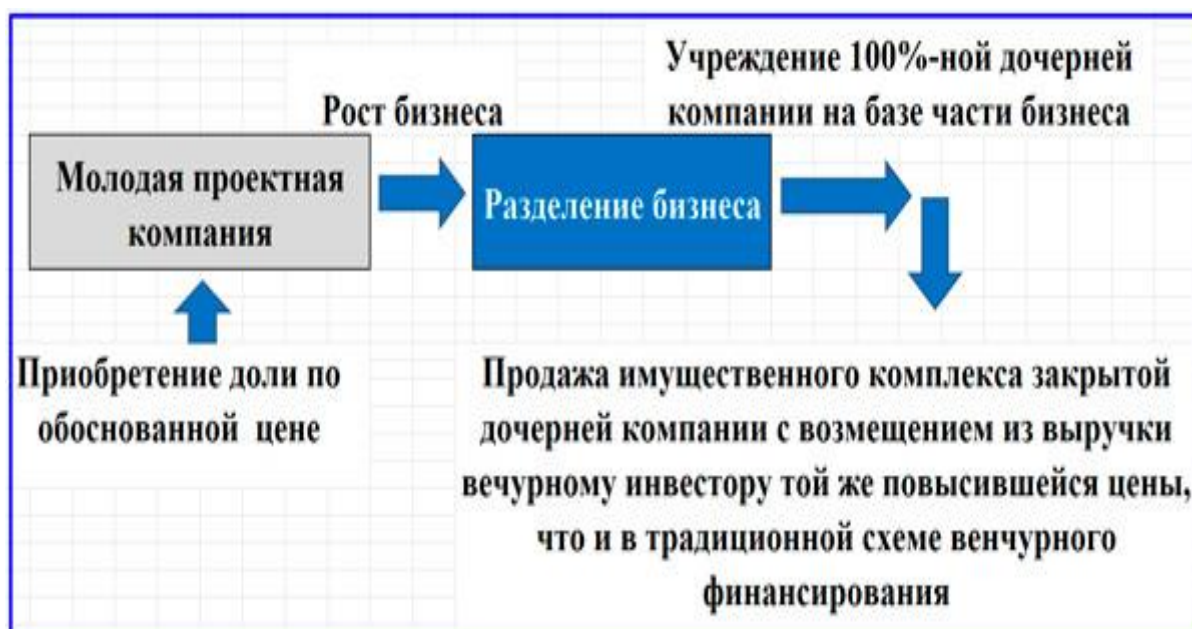 Учреждение 100%-ной дочерней
компании на базе части бизнеса
Рост бизнеса
Молодая проектная
компания
Разделение бизнеса
Приобретение доли по
обоснованной цене
Продажа имущественного комплекса закрытой
дочерней компании с возмещением из выручки
вечурному инвестору той же повысившейся цены,
что и в традиционной схеме венчурного
финансирования